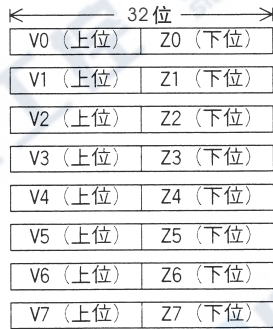 32位
V0（上位） Z0（下位）
V1（上位） Z1（下位）
V2（上位） Z2（下位）
V3（上位） Z3（下位）
V4（上位） Z4（下位）
V5（上位） Z5（下位）
V6（上位） Z6（下位）
V7（上位） Z7（下位）